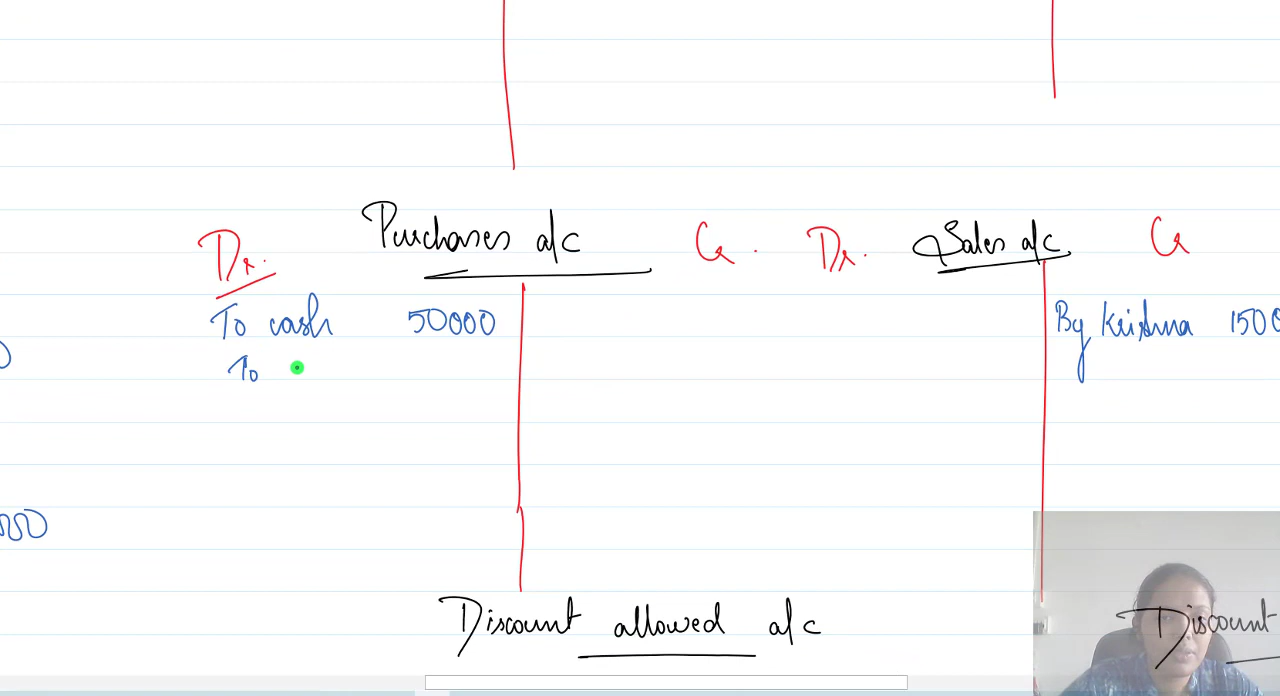 Purchases a/c
Dr. Cr.
To cash 50000
To
Sales a/c
Dr. Cr
By Krishna
Discount allowed a/c
Discount